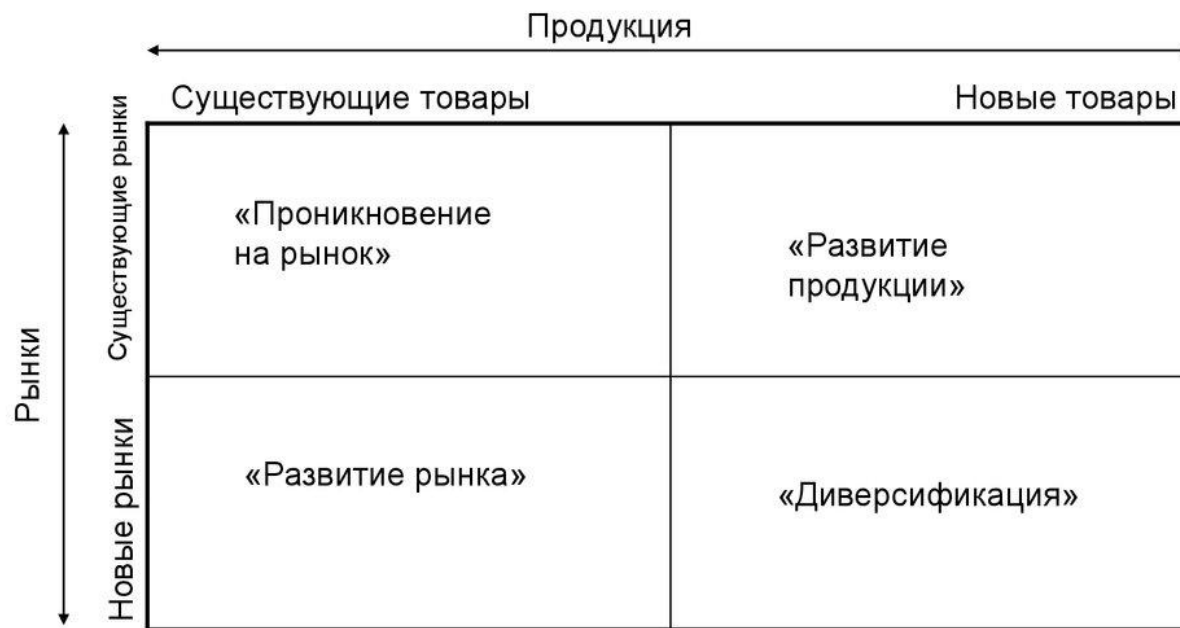 Продукция
Существующие товары
Новые товары
Рынки
Существующие рынки
Новые рынки
«Проникновение
на рынок»
«Развитие
продукции»
«Развитие рынка»
«Диверсификация»